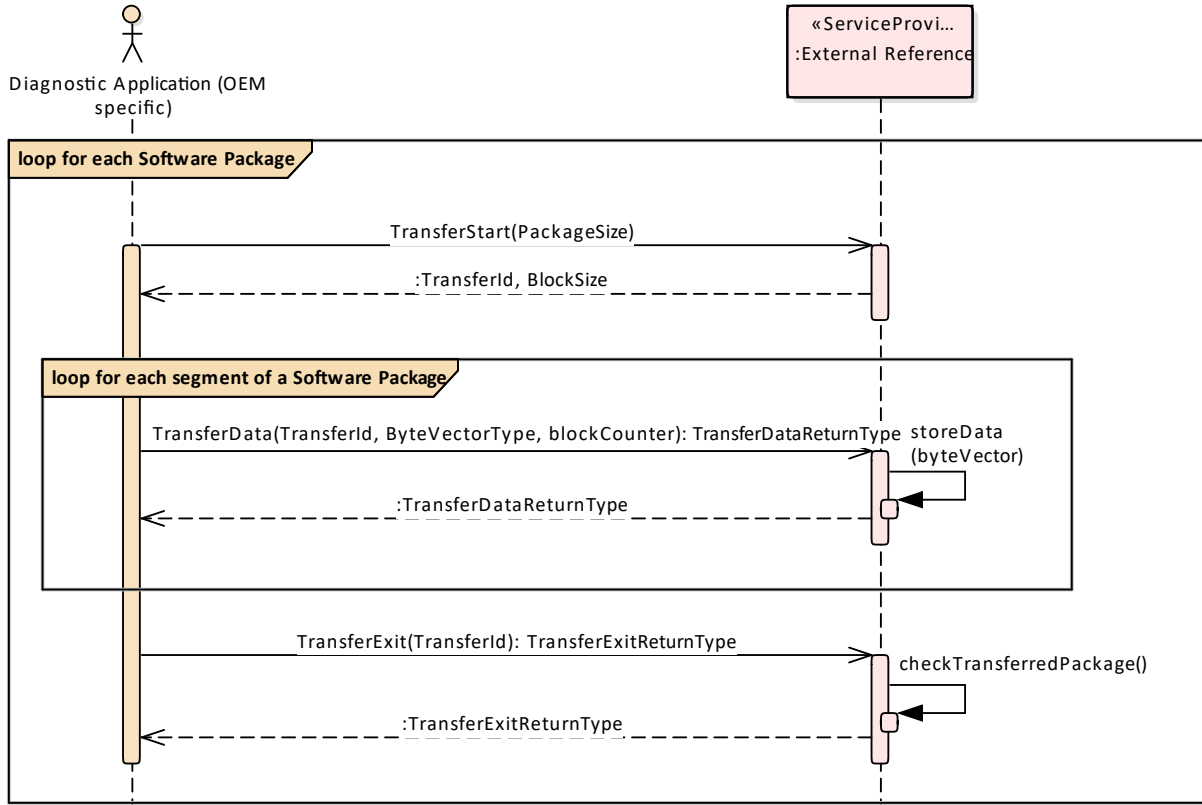 «ServiceProvi...
:External Reference
Diagnostic Application (OEM
specific)
loop for each Software Package
TransferStart(PackageSize)
:TransferId, BlockSize
loop for each segment of a Software Package
TransferData(TransferId, ByteVectorType, blockCounter): TransferDataReturnType
storeData
(byteVector)
:TransferDataReturnType
TransferExit(TransferId): TransferExitReturnType
checkTransferredPackage()
:TransferExitReturnType